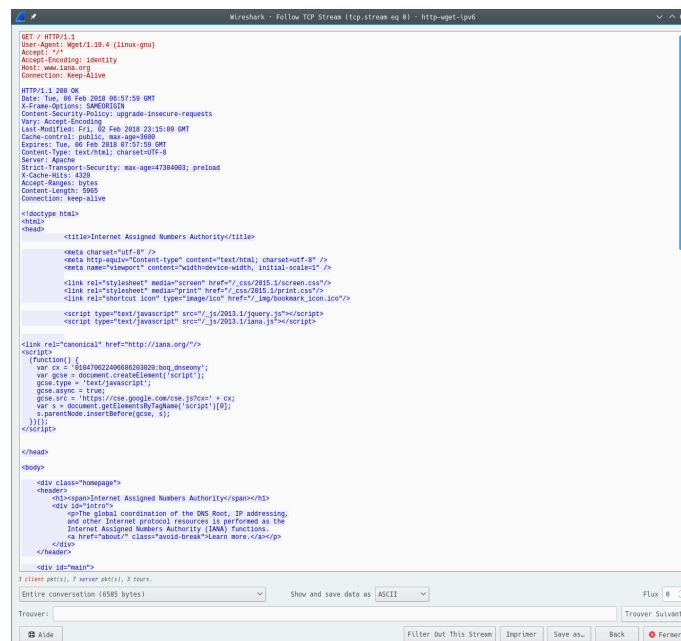 Wireshark · Follow TCP Stream (tcp.stream eq 0) · http-wget-ipv6
GET / HTTP/1.1
User-Agent: Wget/1.19.4 (linux-gnu)
Accept: */*
Accept-Encoding: identity
Host: www.iana.org
Connection: Keep-Alive
HTTP/1.1 200 OK
Date: Tue, 06 Feb 2018 06:57:59 GMT
X-Frame-Options: SAMEORIGIN
Content-Security-Policy: upgrade-insecure-requests
Vary: Accept-Encoding
Last-Modified: Fri, 02 Feb 2018 23:15:09 GMT
Cache-control: public, max-age=3600
Expires: Tue, 06 Feb 2018 07:57:59 GMT
Content-Type: text/html; charset=UTF-8
Server: Apache
Strict-Transport-Security: max-age=47304003; preload
X-Cache-Hits: 4320
Accept-Ranges: bytes
Content-Length: 5965
Connection: keep-alive
<!doctype html>
<html>
<head>
<title>Internet Assigned Numbers Authority</title>
<meta charset="utf-8" />
<meta http-equiv="Content-type" content="text/html; charset=utf-8" />
<meta name="viewport" content="width=device-width, initial-scale=1" />
<link rel="stylesheet" media="screen" href="/_css/2015.1/screen.css"/>
<link rel="stylesheet" media="print" href="/_css/2015.1/print.css"/>
<link rel="shortcut icon" type="image/ico" href="/_img/bookmark_icon.ico"/>
<script type="text/javascript" src="/_js/2013.1/jquery.js"></script>
<script type="text/javascript" src="/_js/2013.1/iana.js"></script>
<link rel="canonical" href="http://iana.org/"/>
<script>
(function() {
var cx = '010470622406686203020:boq_dnseony';
var gcse = document.createElement('script');
gcse.type = 'text/javascript';
gcse.async = true;
gcse.src = 'https://cse.google.com/cse.js?cx=' + cx;
var s = document.getElementsByTagName('script')[0];
s.parentNode.insertBefore(gcse, s);
})();
</script>
</head>
<body>
<div class="homepage">
<header>
<h1><span>Internet Assigned Numbers Authority</span></h1>
<div id="intro">
<p>The global coordination of the DNS Root, IP addressing,
and other Internet protocol resources is performed as the
Internet Assigned Numbers Authority (IANA) functions.
<a href="about/" class="avoid-break">Learn more.</a></p>
</div>
</header>
<div id="main">
3 client pkt(s), 7 server pkt(s), 3 tours.
Entire conversation (6585 bytes) Show and save data as ASCII Flux 0
Trouver: Trouver Suivant
Aide Filter Out This Stream Imprimer Save as… Back Fermer